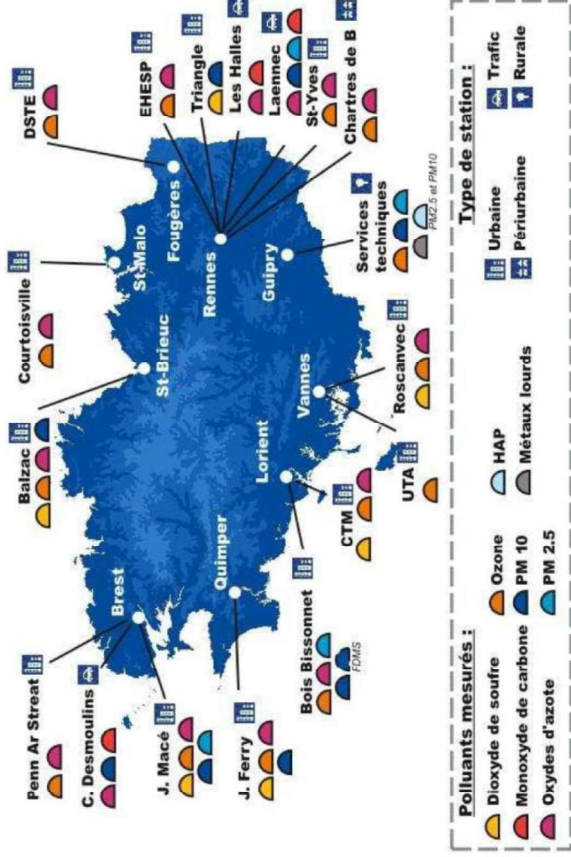 Penn Ar Streat
C. Desmoulins
J. Macé
J. Ferry
Balzac
Courtoisville
DSTE
EHESP
Triangle
Les Halles
Laennec
St-Yves
Chartres de B
Brest
St-Brieuc
St-Malo
Fougères
Rennes
Quimper
Lorient
Vannes
Guipry
Services
techniques
PM2.5 et PM10
Bois Bissonnet
FDMS
CTM
UTA
Roscanvec
Polluants mesurés :
Dioxyde de soufre
Monoxyde de carbone
Oxydes d'azote
Ozone
PM 10
PM 2.5
HAP
Métaux lourds
Type de station :
Urbaine
Périurbaine
Trafic
Rurale